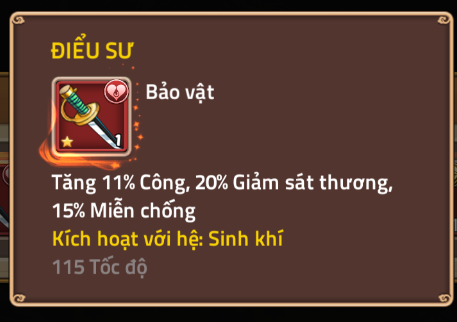 ĐIỂU SƯ
Bảo vật
1
Tăng 11% Công, 20% Giảm sát thương,
15% Miễn chống
Kích hoạt với hệ: Sinh khí
115 Tốc độ